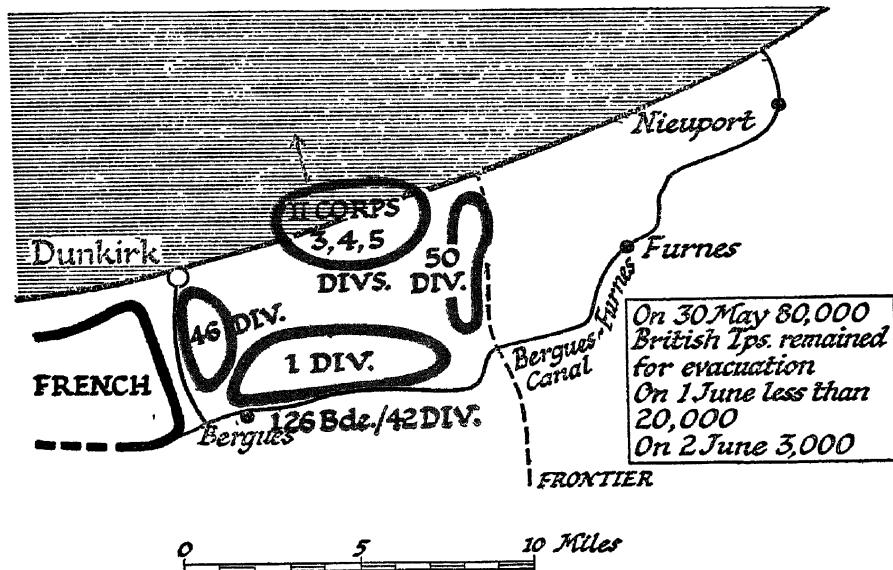 Nieuport
II CORPS
3, 4, 5
DIVS.
Dunkirk
50
DIV.
Furnes
46 DIV.
1 DIV.
Bergues-Furnes
Canal
FRENCH
Bergues
126 Bde./42 DIV.
On 30 May 80,000
British Tps. remained
for evacuation
On 1 June less than
20,000
On 2 June 3,000
FRONTIER
0 5 10 Miles